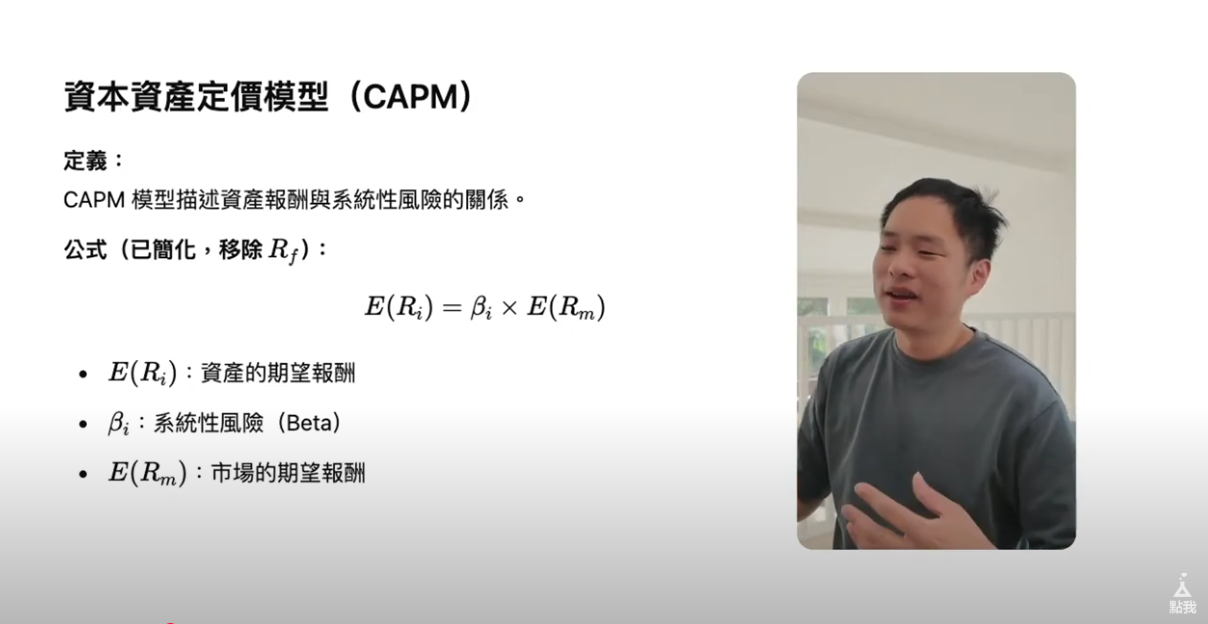 資本資產定價模型（CAPM）
定義：
CAPM 模型描述資產報酬與系統性風險的關係。
公式（已簡化，移除 R_f）：
E(R_i) = β_i × E(R_m)
• E(R_i)：資產的期望報酬
• β_i：系統性風險（Beta）
• E(R_m)：市場的期望報酬
點我